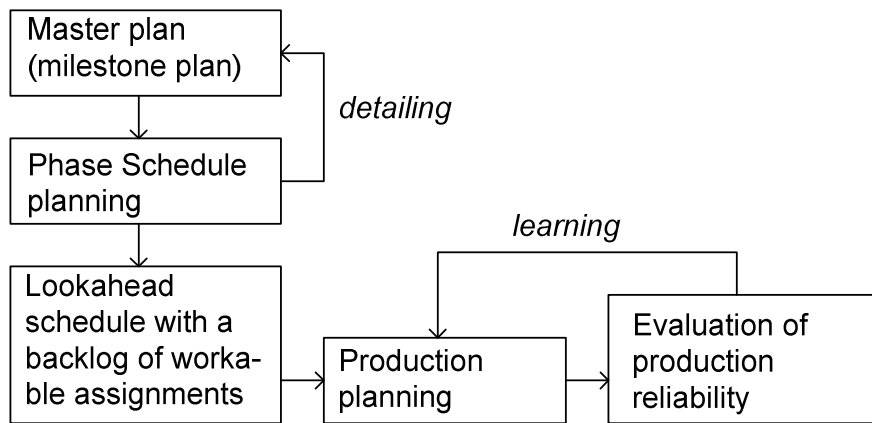 Master plan
(milestone plan)
detailing
Phase Schedule
planning
learning
Lookahead
schedule with a
backlog of worka-
ble assignments
Production
planning
Evaluation of
production
reliability